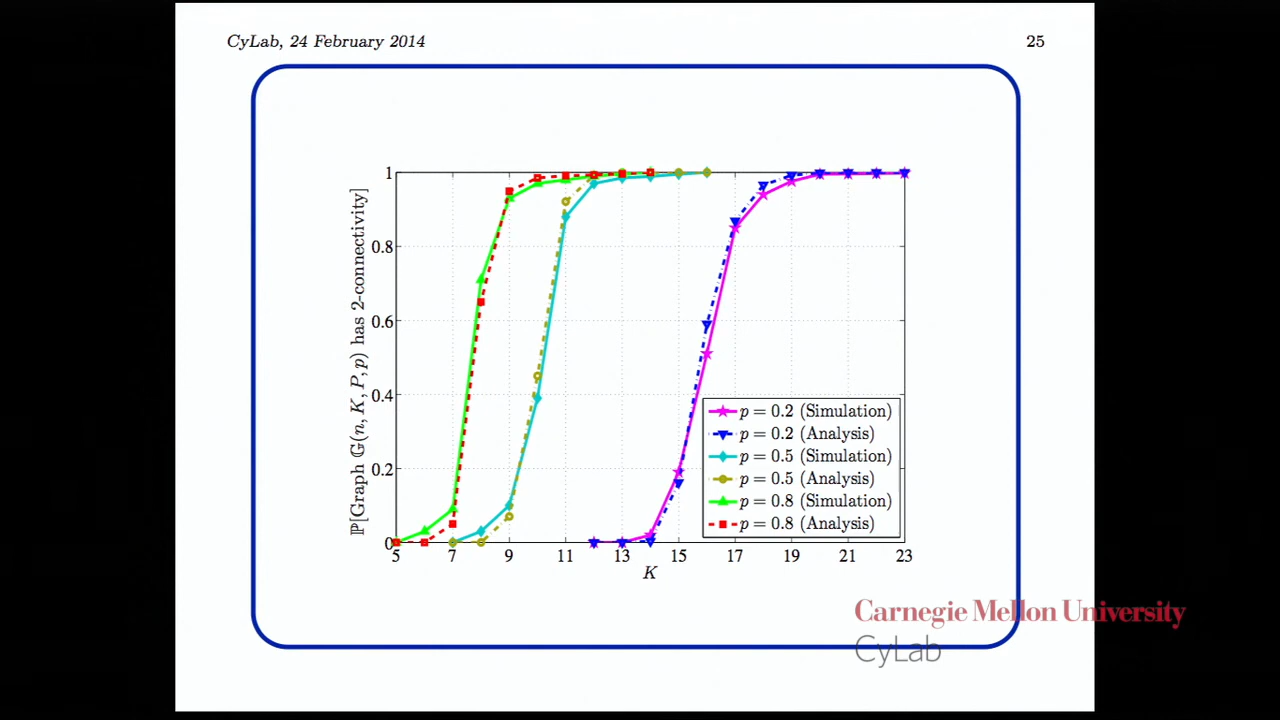 CyLab, 24 February 2014
25
ℙ[Graph 𝔾(n, K, P, p) has 2-connectivity]
1
0.8
0.6
0.4
0.2
0
5 7 9 11 13 15 17 19 21 23
K
p = 0.2 (Simulation)
p = 0.2 (Analysis)
p = 0.5 (Simulation)
p = 0.5 (Analysis)
p = 0.8 (Simulation)
p = 0.8 (Analysis)
Carnegie Mellon University
CyLab